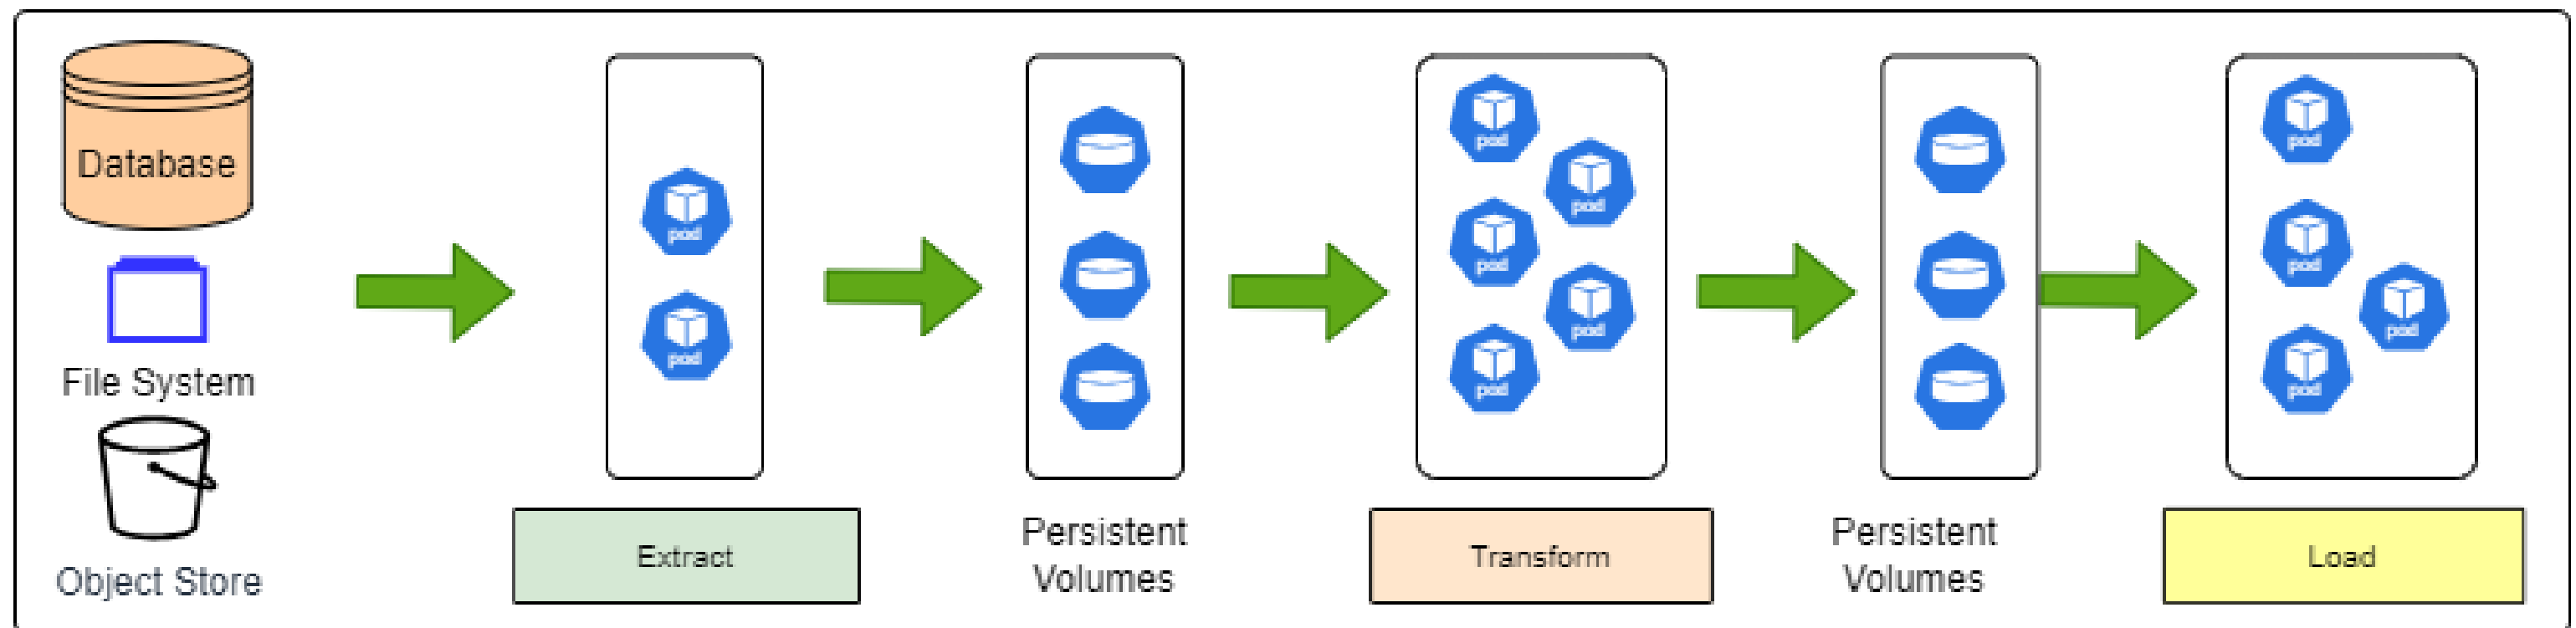 Database
File System
Object Store
pod
pod
Extract
Persistent
Volumes
pod
pod
pod
pod
pod
Transform
Persistent
Volumes
pod
pod
pod
pod
Load